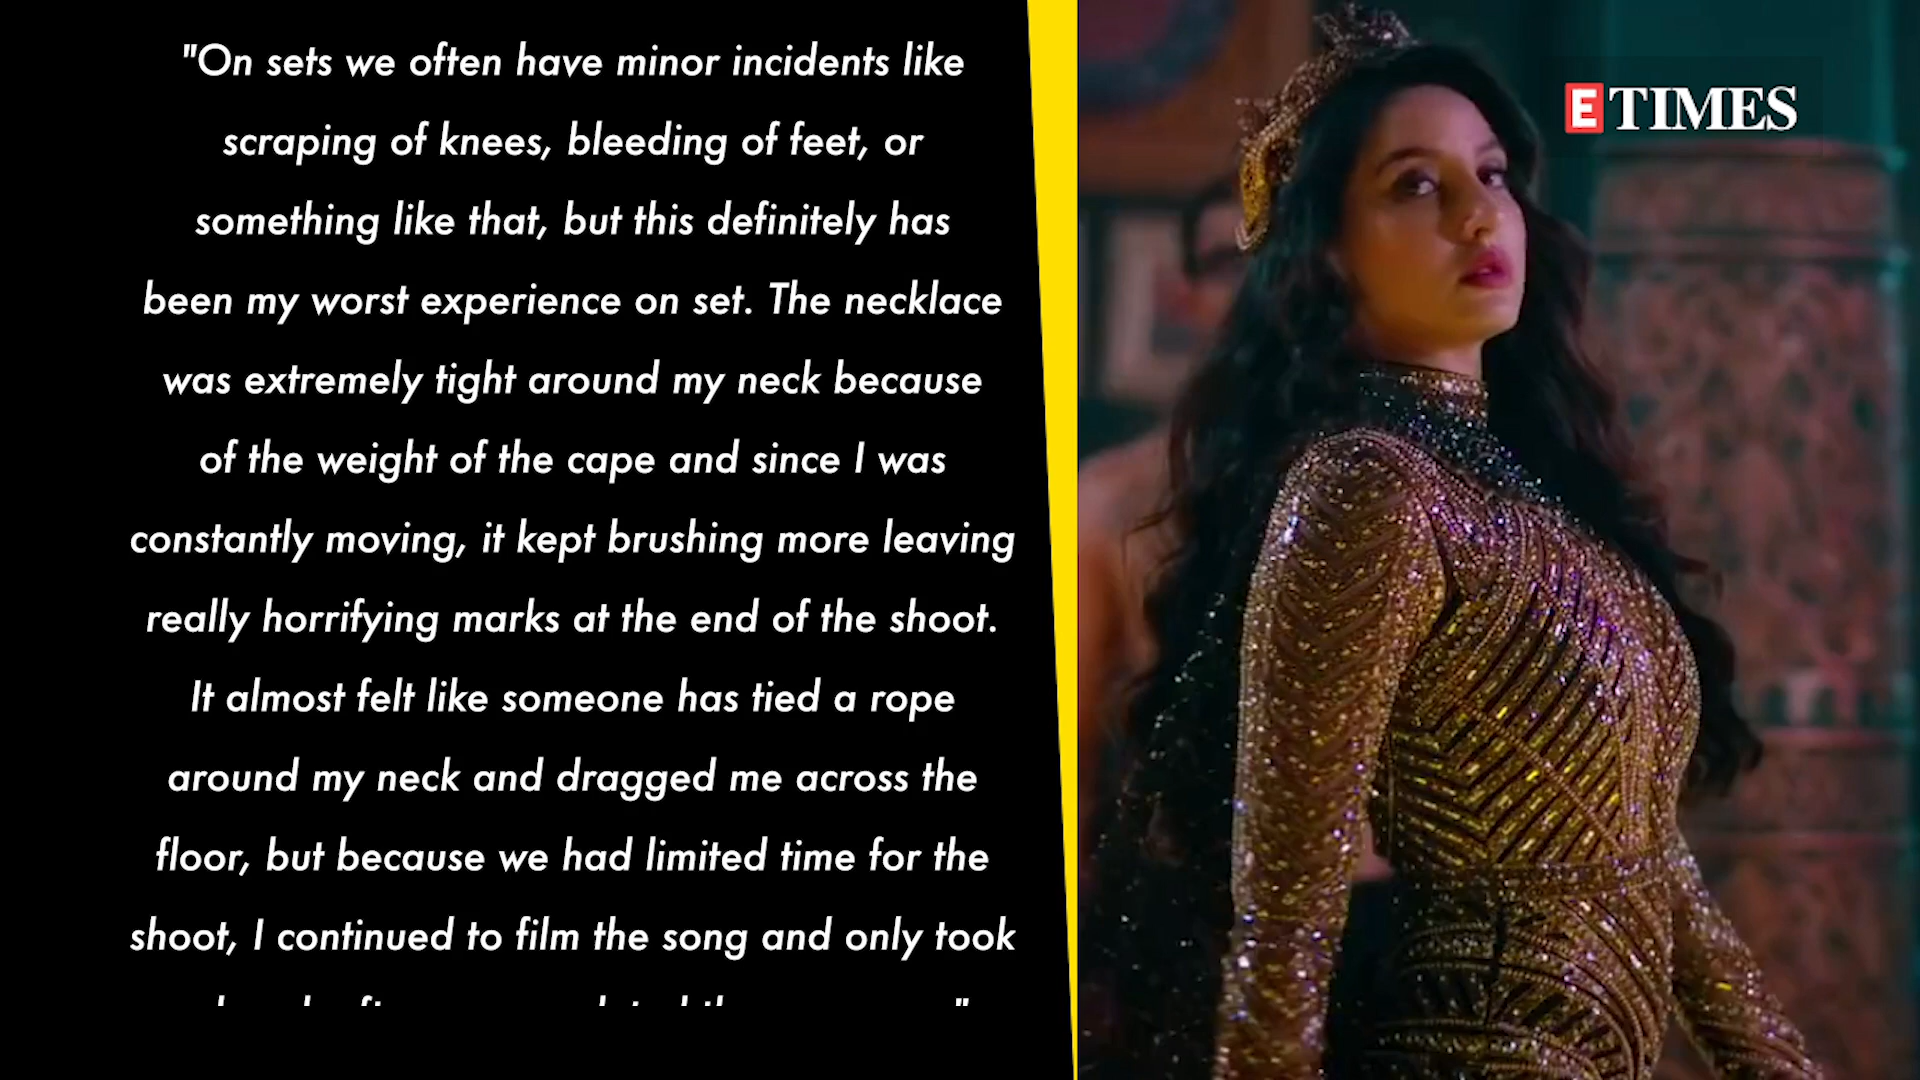 "On sets we often have minor incidents like
scraping of knees, bleeding of feet, or
something like that, but this definitely has
been my worst experience on set. The necklace
was extremely tight around my neck because
of the weight of the cape and since I was
constantly moving, it kept brushing more leaving
really horrifying marks at the end of the shoot.
It almost felt like someone has tied a rope
around my neck and dragged me across the
floor, but because we had limited time for the
shoot, I continued to film the song and only took
ETIMES